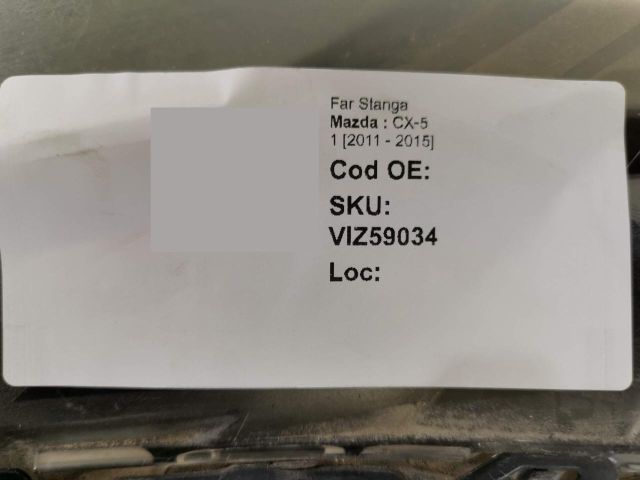 Far Stanga
Mazda : CX-5
1 [2011 - 2015]
Cod OE:
SKU:
VIZ59034
Loc: